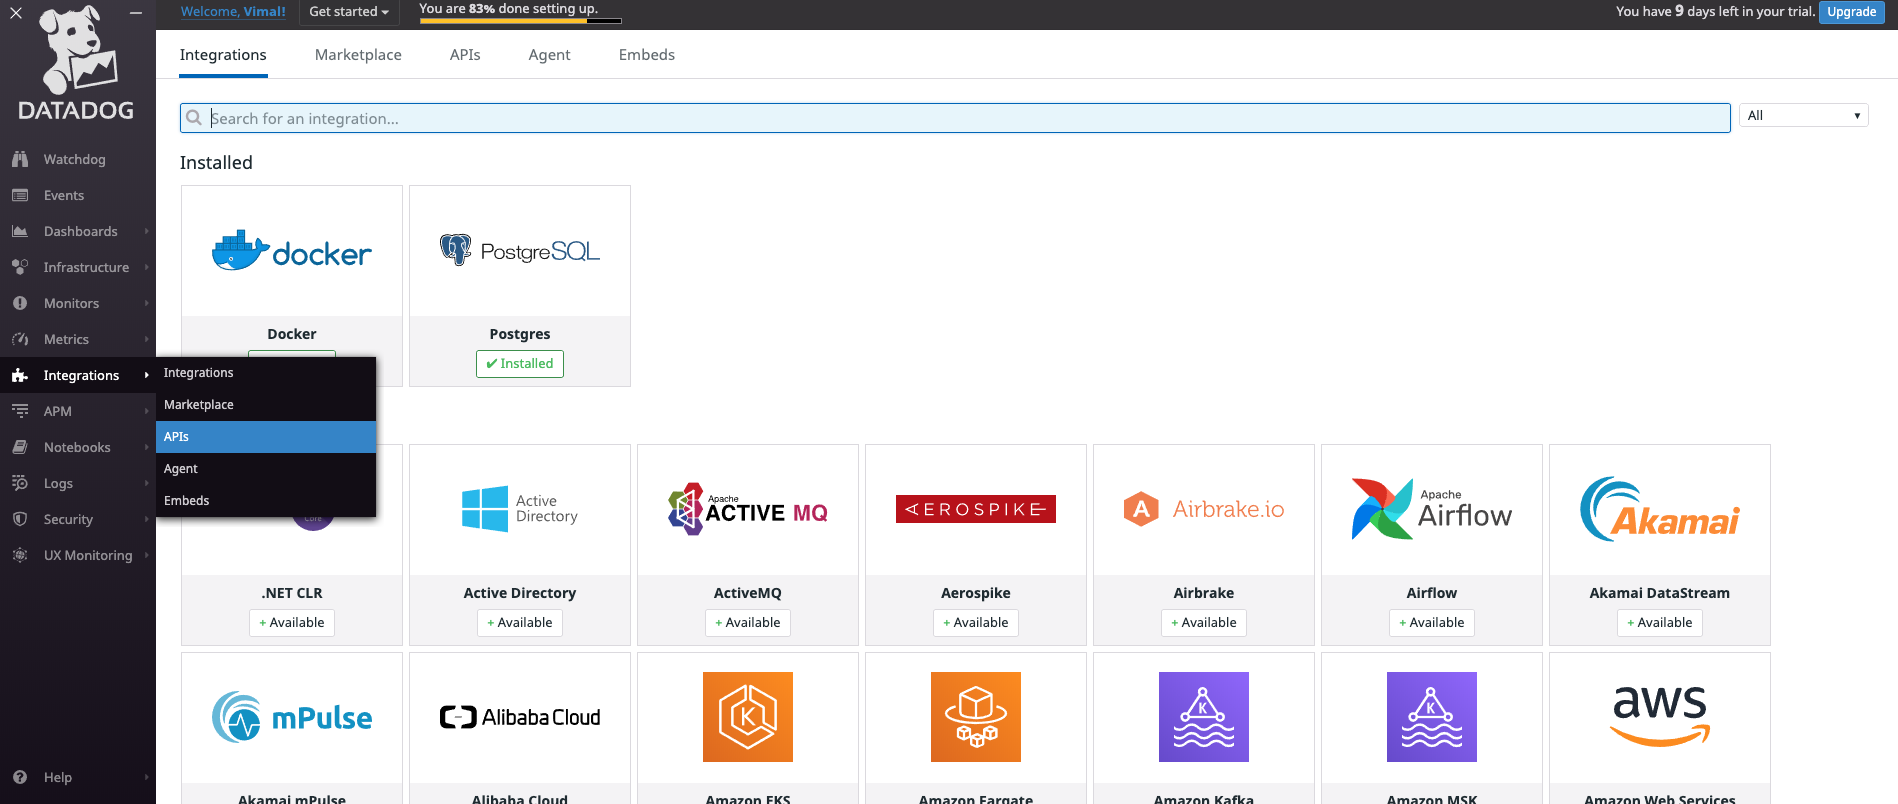 Welcome, Vimal!
Get started
You are 83% done setting up.
You have 9 days left in your trial.
Upgrade
DATADOG
Integrations
Marketplace
APIs
Agent
Embeds
Search for an integration...
All
Watchdog
Events
Dashboards
Infrastructure
Monitors
Metrics
Integrations
APM
Notebooks
Logs
Security
UX Monitoring
Help
Integrations
Marketplace
APIs
Agent
Embeds
Installed
docker
PostgreSQL
Docker
Postgres
✔ Installed
Core
Active
Directory
Apache
ACTIVE MQ
AEROSPIKE
A Airbrake.io
Apache
Airflow
Akamai
.NET CLR
Active Directory
ActiveMQ
Aerospike
Airbrake
Airflow
Akamai DataStream
+ Available
+ Available
+ Available
+ Available
+ Available
+ Available
+ Available
mPulse
Alibaba Cloud
K
K
K
aws
Akamai mPulse
Alibaba Cloud
Amazon EKS
Amazon Fargate
Amazon Kafka
Amazon MSK
Amazon Web Services